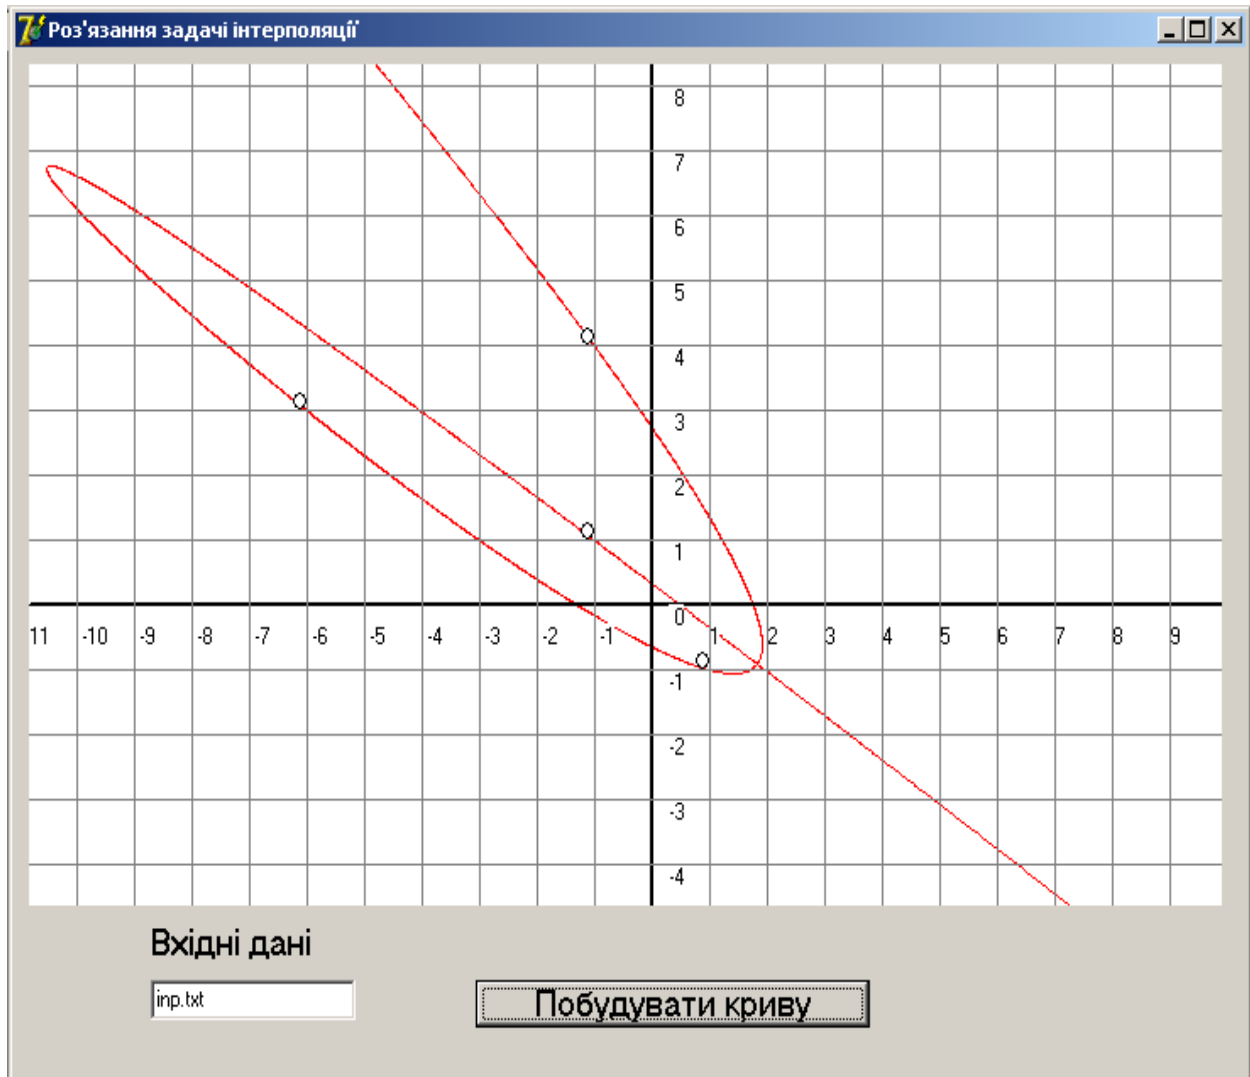 Роз'язання задачі інтерполяції
8
7
6
5
4
3
2
1
0
11 -10 -9 -8 -7 -6 -5 -4 -3 -2 -1 1 2 3 4 5 6 7 8 9
-1
-2
-3
-4
Вхідні дані
inp.txt
Побудувати криву